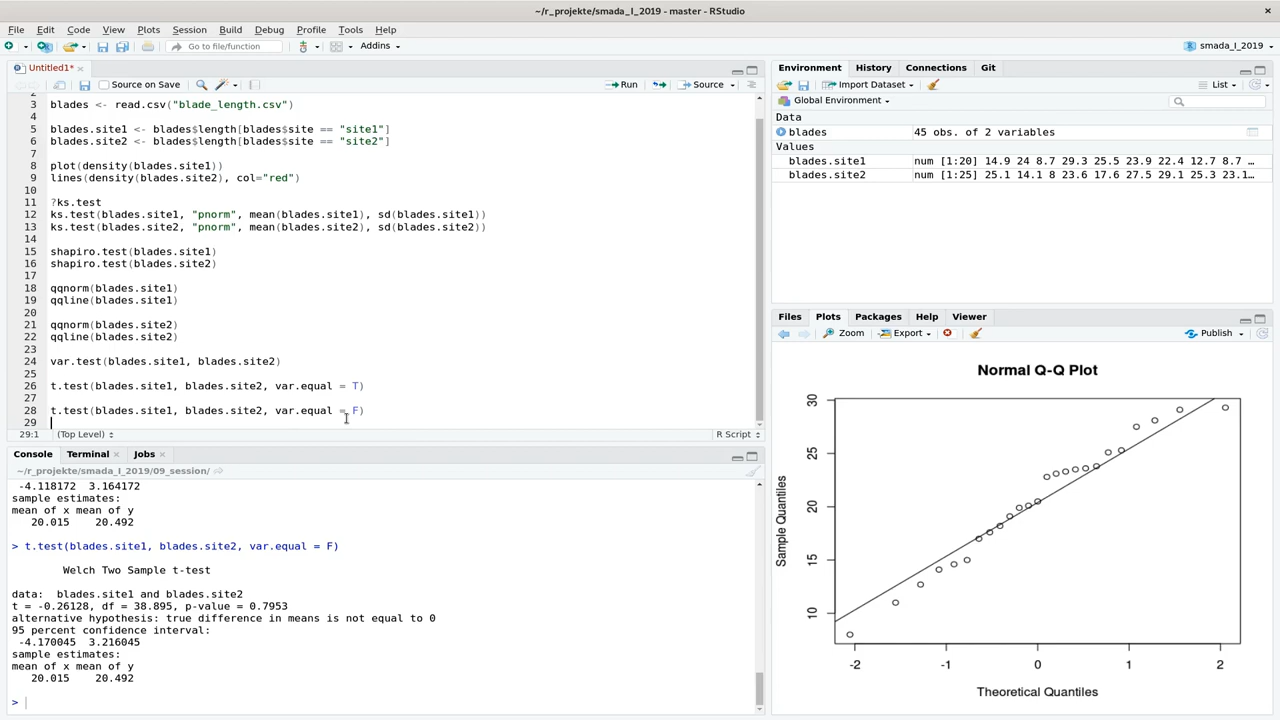 ~/r_projekte/smada_I_2019 - master - RStudio
File Edit Code View Plots Session Build Debug Profile Tools Help
Go to file/function Addins smada_I_2019
Untitled1*
Source on Save Run Source
3 blades <- read.csv("blade_length.csv")
4
5 blades.site1 <- blades$length[blades$site == "site1"]
6 blades.site2 <- blades$length[blades$site == "site2"]
7
8 plot(density(blades.site1))
9 lines(density(blades.site2), col="red")
10
11 ?ks.test
12 ks.test(blades.site1, "pnorm", mean(blades.site1), sd(blades.site1))
13 ks.test(blades.site2, "pnorm", mean(blades.site2), sd(blades.site2))
14
15 shapiro.test(blades.site1)
16 shapiro.test(blades.site2)
17
18 qqnorm(blades.site1)
19 qqline(blades.site1)
20
21 qqnorm(blades.site2)
22 qqline(blades.site2)
23
24 var.test(blades.site1, blades.site2)
25
26 t.test(blades.site1, blades.site2, var.equal = T)
27
28 t.test(blades.site1, blades.site2, var.equal = F)
29
29:1 (Top Level) R Script
Console Terminal Jobs
~/r_projekte/smada_I_2019/09_session/
-4.118172 3.164172
sample estimates:
mean of x mean of y
20.015 20.492
> t.test(blades.site1, blades.site2, var.equal = F)
Welch Two Sample t-test
data: blades.site1 and blades.site2
t = -0.26128, df = 38.895, p-value = 0.7953
alternative hypothesis: true difference in means is not equal to 0
95 percent confidence interval:
-4.170045 3.216045
sample estimates:
mean of x mean of y
20.015 20.492
>
Environment History Connections Git
Import Dataset List
Global Environment
Data
blades 45 obs. of 2 variables
Values
blades.site1 num [1:20] 14.9 24 8.7 29.3 25.5 23.9 22.4 12.7 8.7 …
blades.site2 num [1:25] 25.1 14.1 8 23.6 17.6 27.5 29.1 25.3 23.1…
Files Plots Packages Help Viewer
Zoom Export Publish
Normal Q-Q Plot
30
25
20
15
10
Sample Quantiles
-2 -1 0 1 2
Theoretical Quantiles